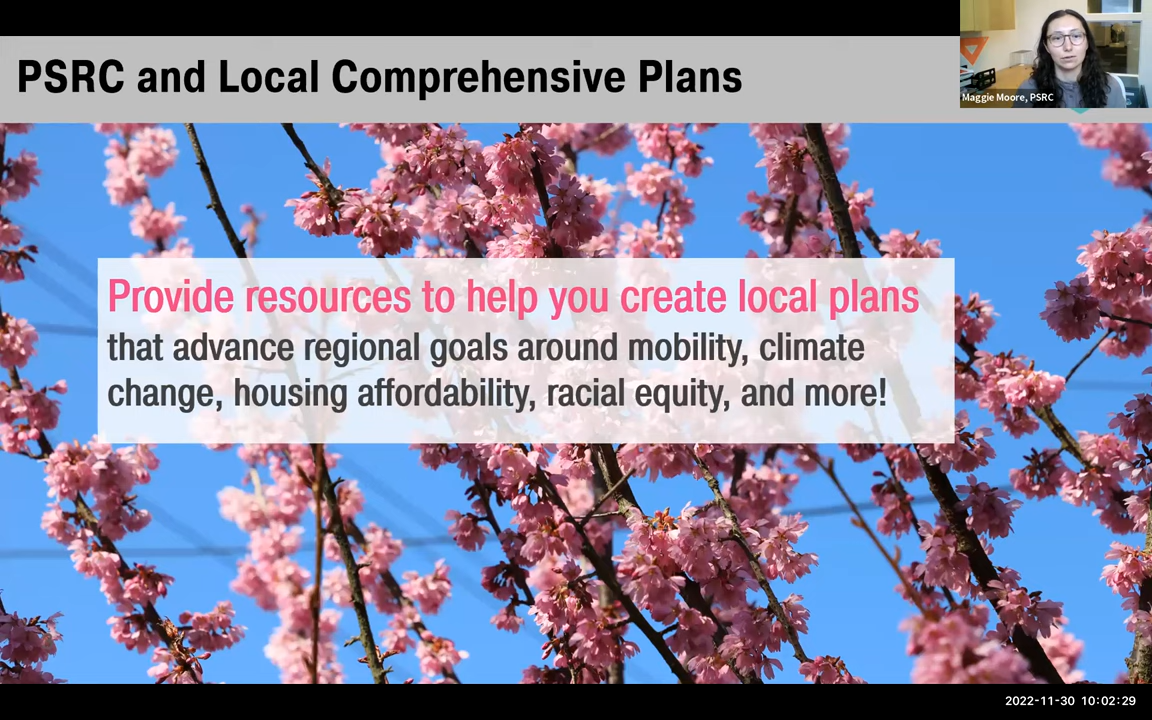 PSRC and Local Comprehensive Plans
Maggie Moore, PSRC
Provide resources to help you create local plans
that advance regional goals around mobility, climate
change, housing affordability, racial equity, and more!
2022-11-30 10:02:29